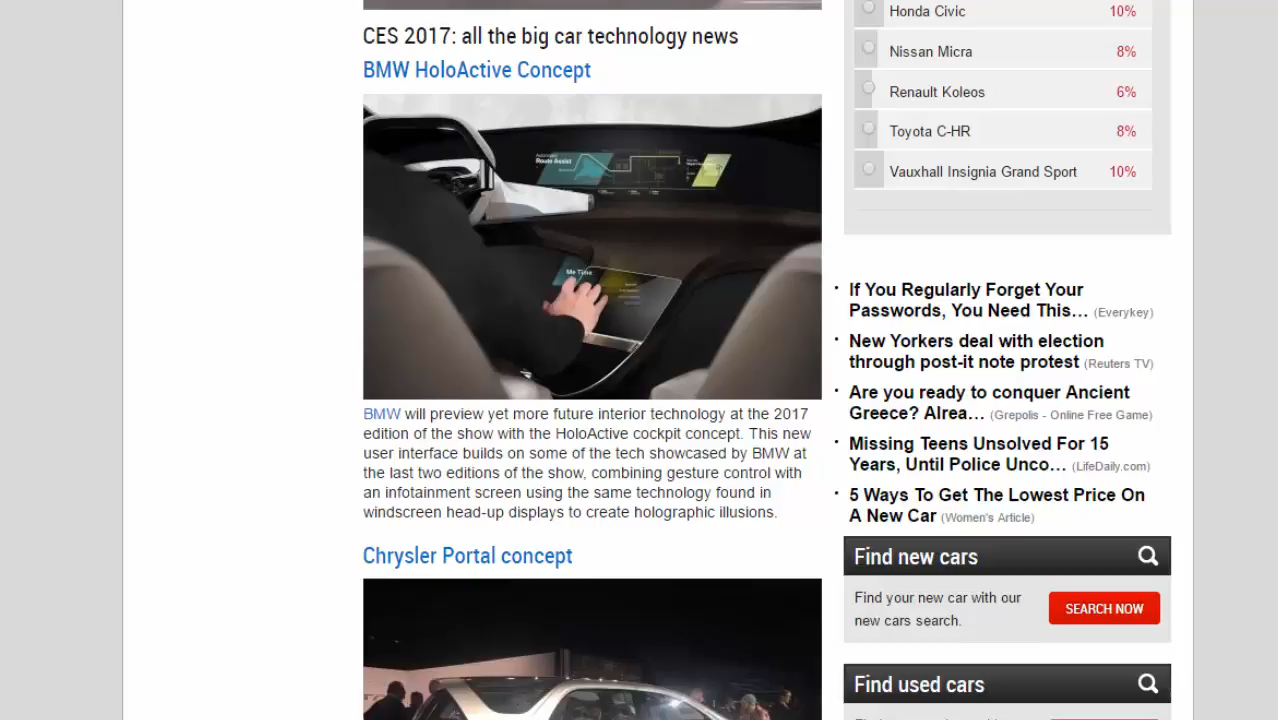 CES 2017: all the big car technology news
BMW HoloActive Concept
Route Assist
Me Time
BMW will preview yet more future interior technology at the 2017
edition of the show with the HoloActive cockpit concept. This new
user interface builds on some of the tech showcased by BMW at
the last two editions of the show, combining gesture control with
an infotainment screen using the same technology found in
windscreen head-up displays to create holographic illusions.
Chrysler Portal concept
Honda Civic 10%
Nissan Micra 8%
Renault Koleos 6%
Toyota C-HR 8%
Vauxhall Insignia Grand Sport 10%
If You Regularly Forget Your
Passwords, You Need This… (Everykey)
New Yorkers deal with election
through post-it note protest (Reuters TV)
Are you ready to conquer Ancient
Greece? Alrea… (Grepolis - Online Free Game)
Missing Teens Unsolved For 15
Years, Until Police Unco… (LifeDaily.com)
5 Ways To Get The Lowest Price On
A New Car (Women's Article)
Find new cars
Find your new car with our
new cars search.
SEARCH NOW
Find used cars